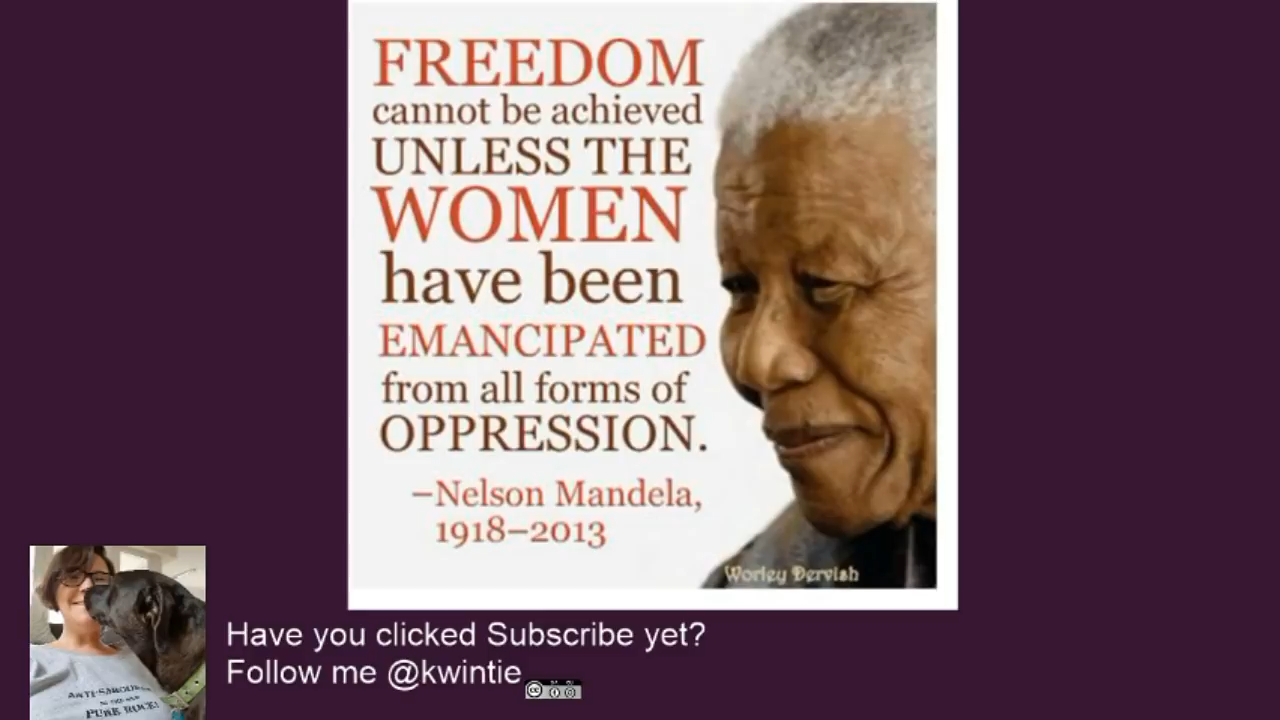 FREEDOM
cannot be achieved
UNLESS THE
WOMEN
have been
EMANCIPATED
from all forms of
OPPRESSION.
–Nelson Mandela,
1918–2013
Worley Dervish
Have you clicked Subscribe yet?
Follow me @kwintie
PUNK ROCK!